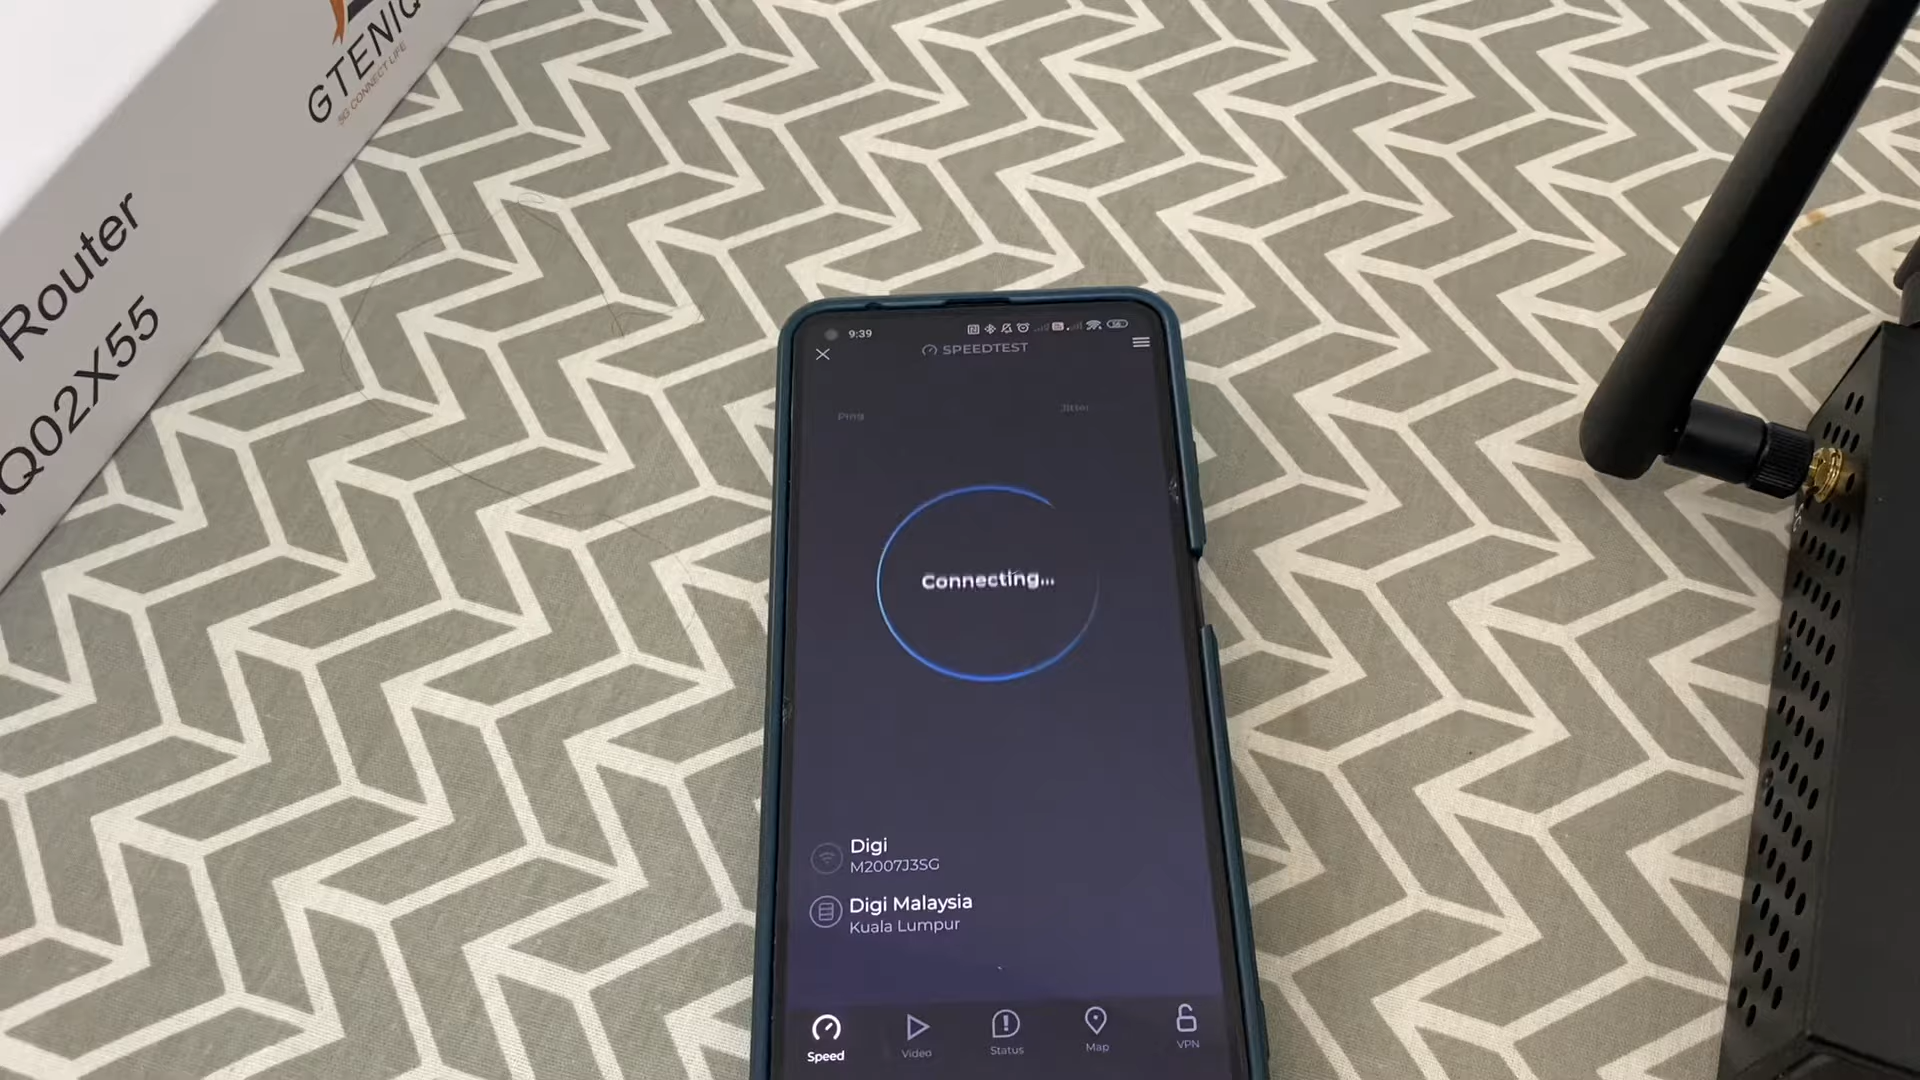 GTENIQ
5G CONNECT LIFE
Router
Q02X55
9:39
SPEEDTEST
Ping
Jitter
Connecting...
Digi
M2007J3SG
Digi Malaysia
Kuala Lumpur
Speed
Video
Status
Map
VPN